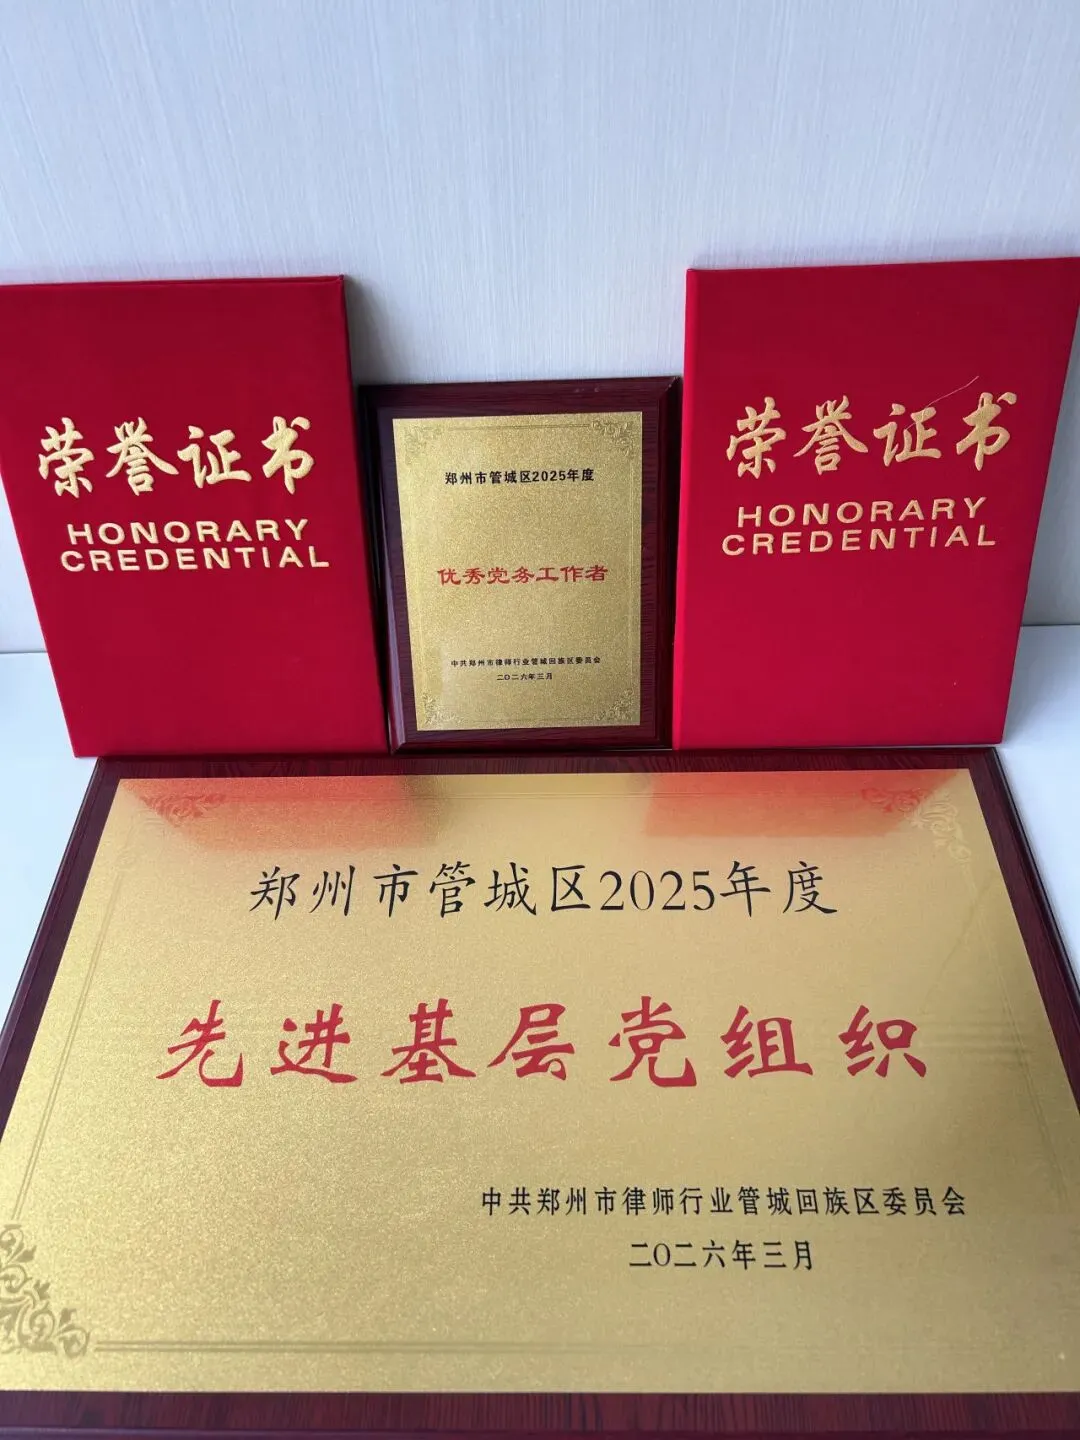 荣誉证书
HONORARY
CREDENTIAL
郑州市管城区2025年度
优秀党务工作者
中共郑州市律师行业管城回族区委员会
二〇二六年三月
荣誉证书
HONORARY
CREDENTIAL
郑州市管城区2025年度
先进基层党组织
中共郑州市律师行业管城回族区委员会
二〇二六年三月